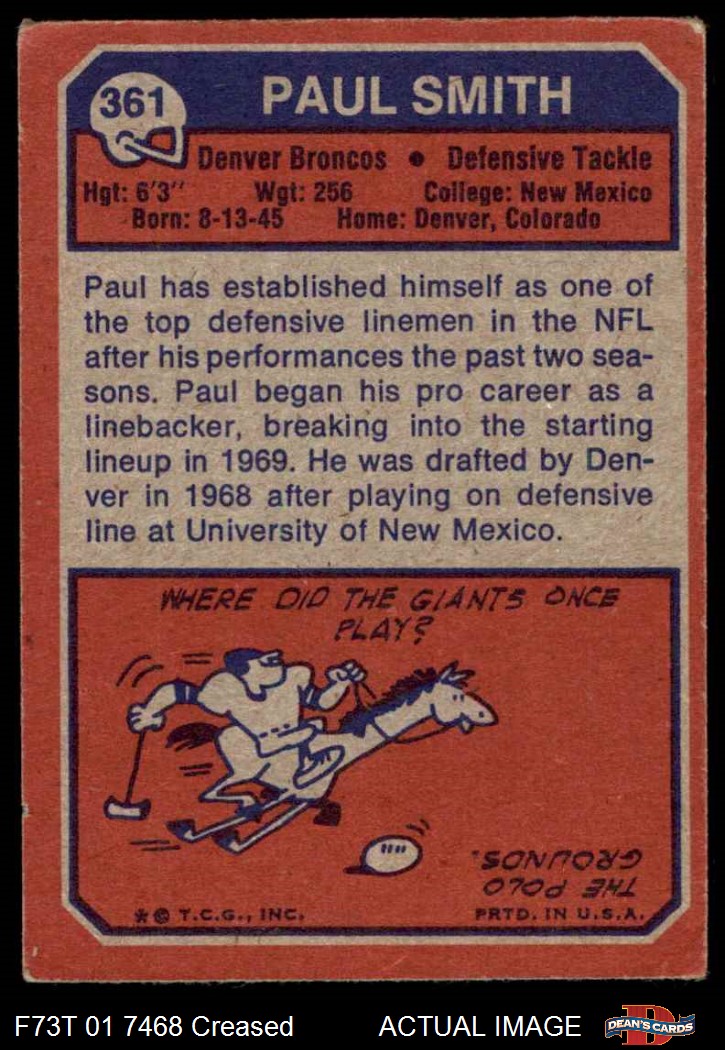 361 PAUL SMITH
Denver Broncos • Defensive Tackle
Hgt: 6'3" Wgt: 256 College: New Mexico
Born: 8-13-45 Home: Denver, Colorado
Paul has established himself as one of
the top defensive linemen in the NFL
after his performances the past two sea-
sons. Paul began his pro career as a
linebacker, breaking into the starting
lineup in 1969. He was drafted by Den-
ver in 1968 after playing on defensive
line at University of New Mexico.
WHERE DID THE GIANTS ONCE
PLAY?
THE POLO
GROUNDS.
* © T.C.G., INC. PRTD. IN U.S.A.
F73T 01 7468 Creased ACTUAL IMAGE
D
DEAN'S CARDS